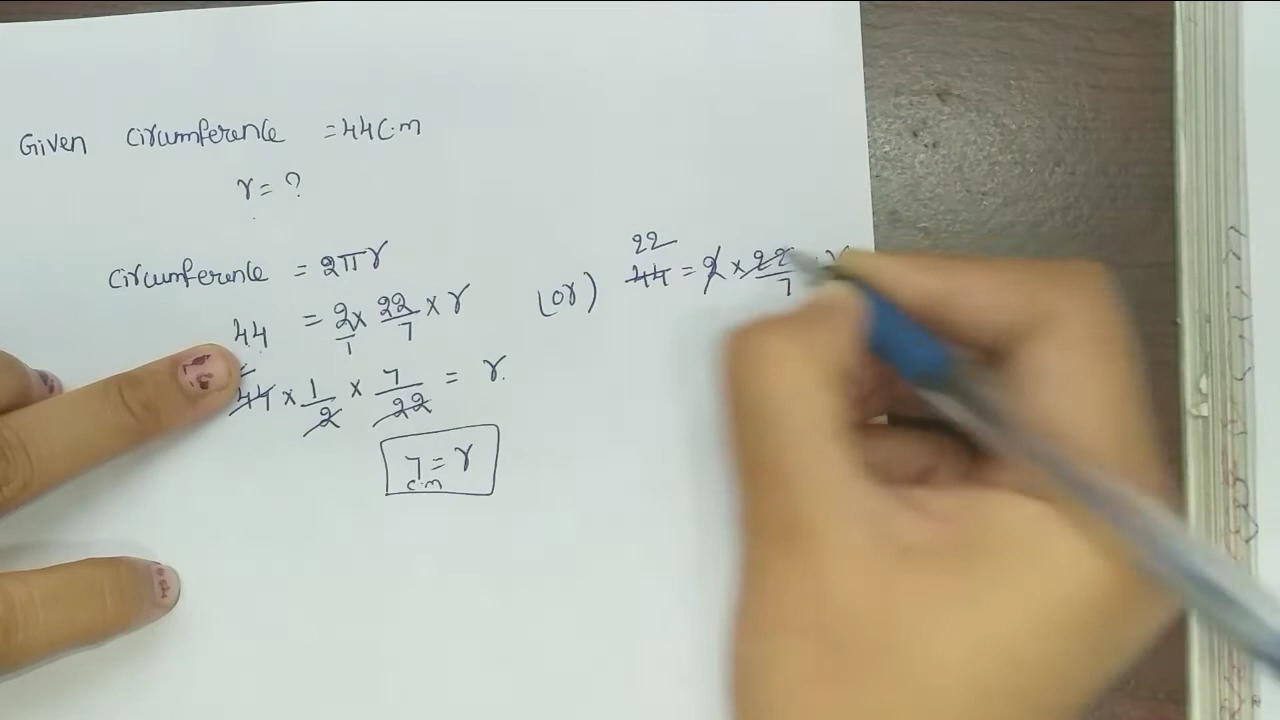 Given circumference = 44 C.m
r = ?
circumference = 2πr
44 = 2/1 × 22/7 × r
44 × 1/2 × 7/22 = r.
7 = r
c.m
(or)
22
44 = 2 × 22/7